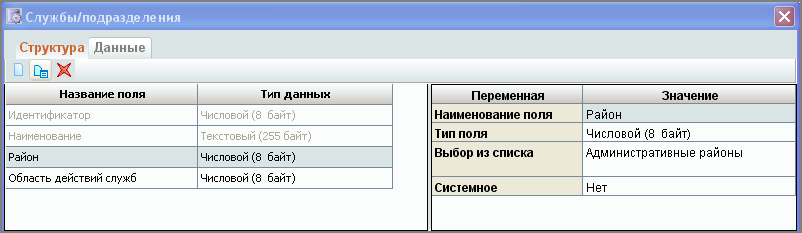 Службы/подразделения
Структура Данные
Название поля Тип данных
Идентификатор Числовой (8 байт)
Наименование Текстовый (255 байт)
Район Числовой (8 байт)
Область действий служб Числовой (8 байт)
Переменная Значение
Наименование поля Район
Тип поля Числовой (8 байт)
Выбор из списка Административные районы
Системное Нет